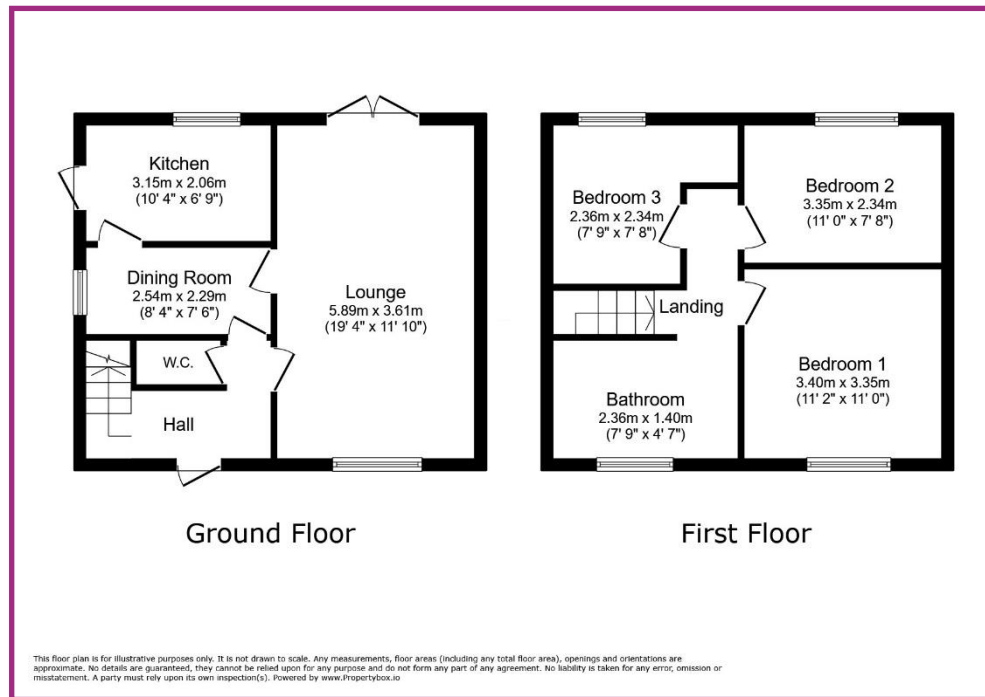 Kitchen
3.15m x 2.06m
(10' 4" x 6' 9")
Dining Room
2.54m x 2.29m
(8' 4" x 7' 6")
W.C.
Hall
Lounge
5.89m x 3.61m
(19' 4" x 11' 10")
Ground Floor
Bedroom 3
2.36m x 2.34m
(7' 9" x 7' 8")
Bedroom 2
3.35m x 2.34m
(11' 0" x 7' 8")
Landing
Bathroom
2.36m x 1.40m
(7' 9" x 4' 7")
Bedroom 1
3.40m x 3.35m
(11' 2" x 11' 0")
First Floor
This floor plan is for illustrative purposes only. It is not drawn to scale. Any measurements, floor areas (including any total floor area), openings and orientations are
approximate. No details are guaranteed, they cannot be relied upon for any purpose and do not form any part of any agreement. No liability is taken for any error, omission or
misstatement. A party must rely upon its own inspection(s). Powered by www.Propertybox.io